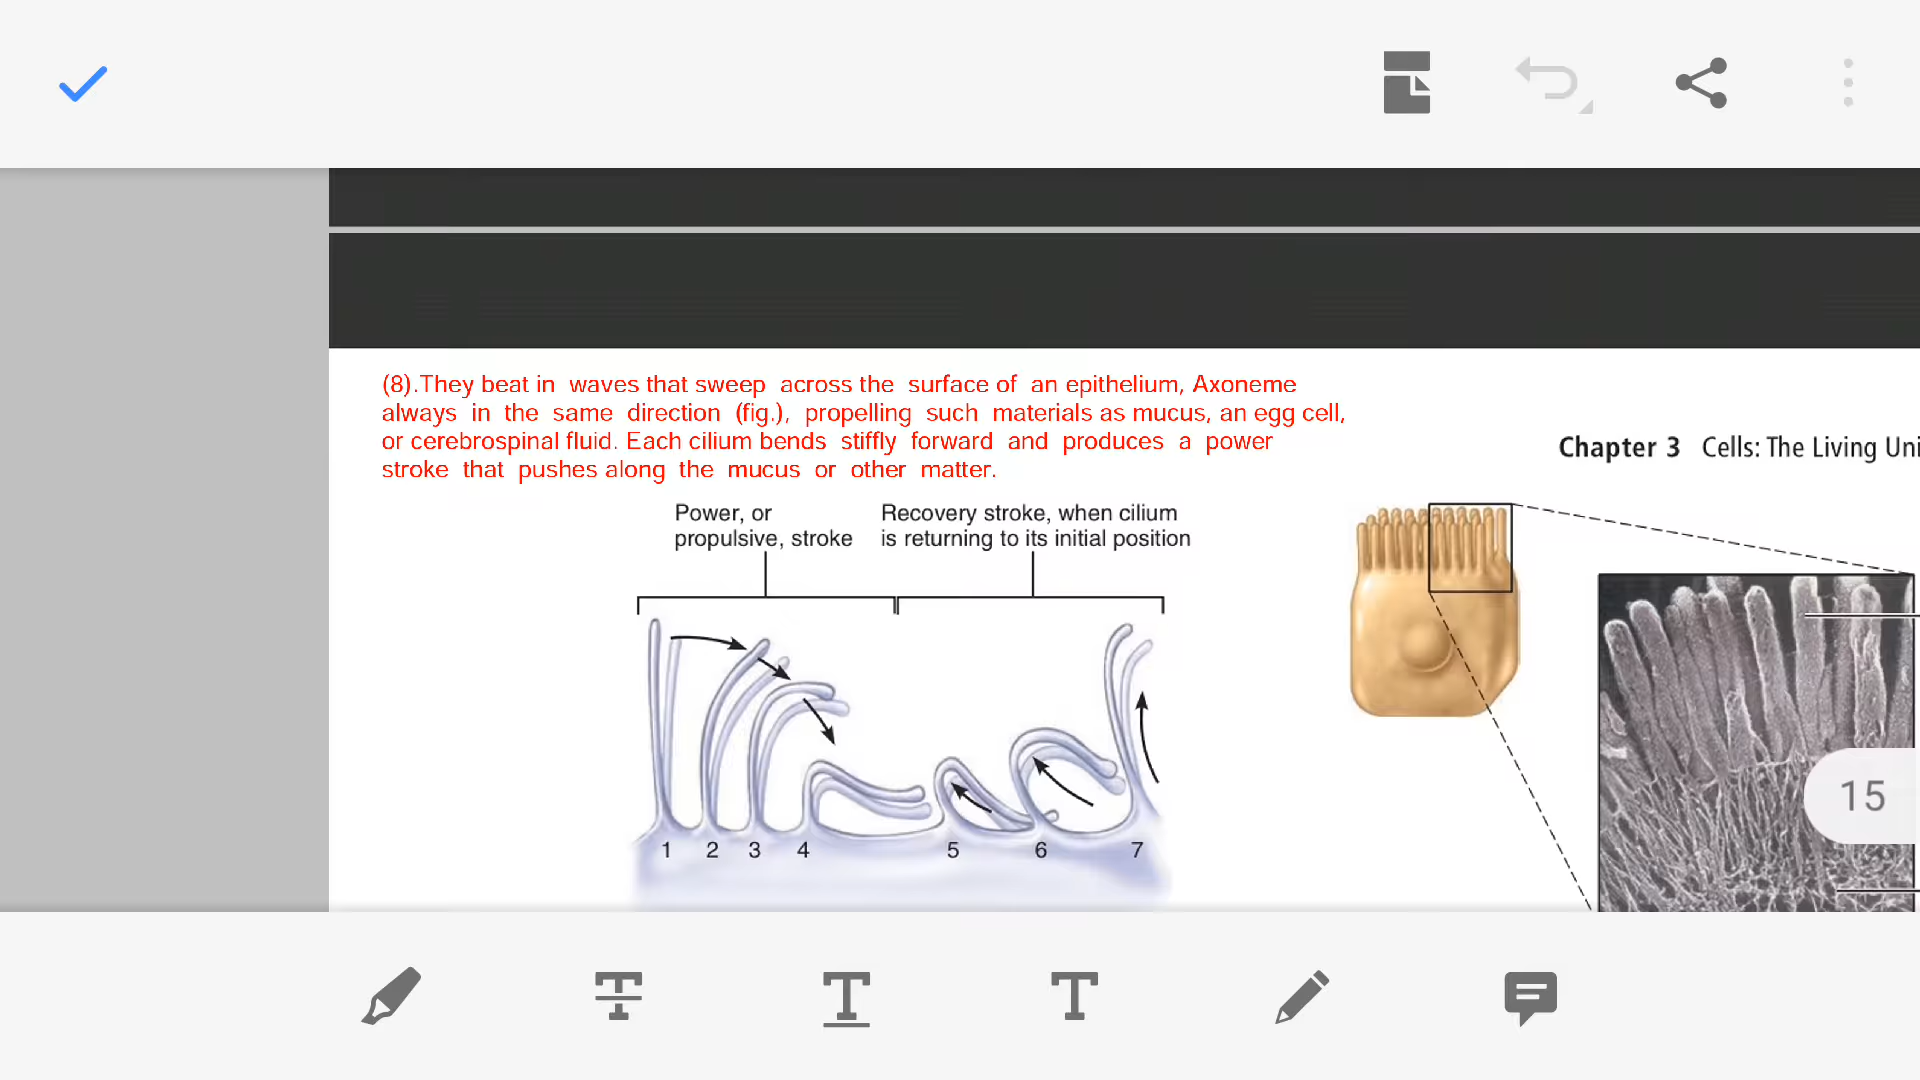 (8).They beat in waves that sweep across the surface of an epithelium, Axoneme
always in the same direction (fig.), propelling such materials as mucus, an egg cell,
or cerebrospinal fluid. Each cilium bends stiffly forward and produces a power
stroke that pushes along the mucus or other matter.
Chapter 3 Cells: The Living Uni
Power, or
propulsive, stroke
Recovery stroke, when cilium
is returning to its initial position
1 2 3 4 5 6 7
15